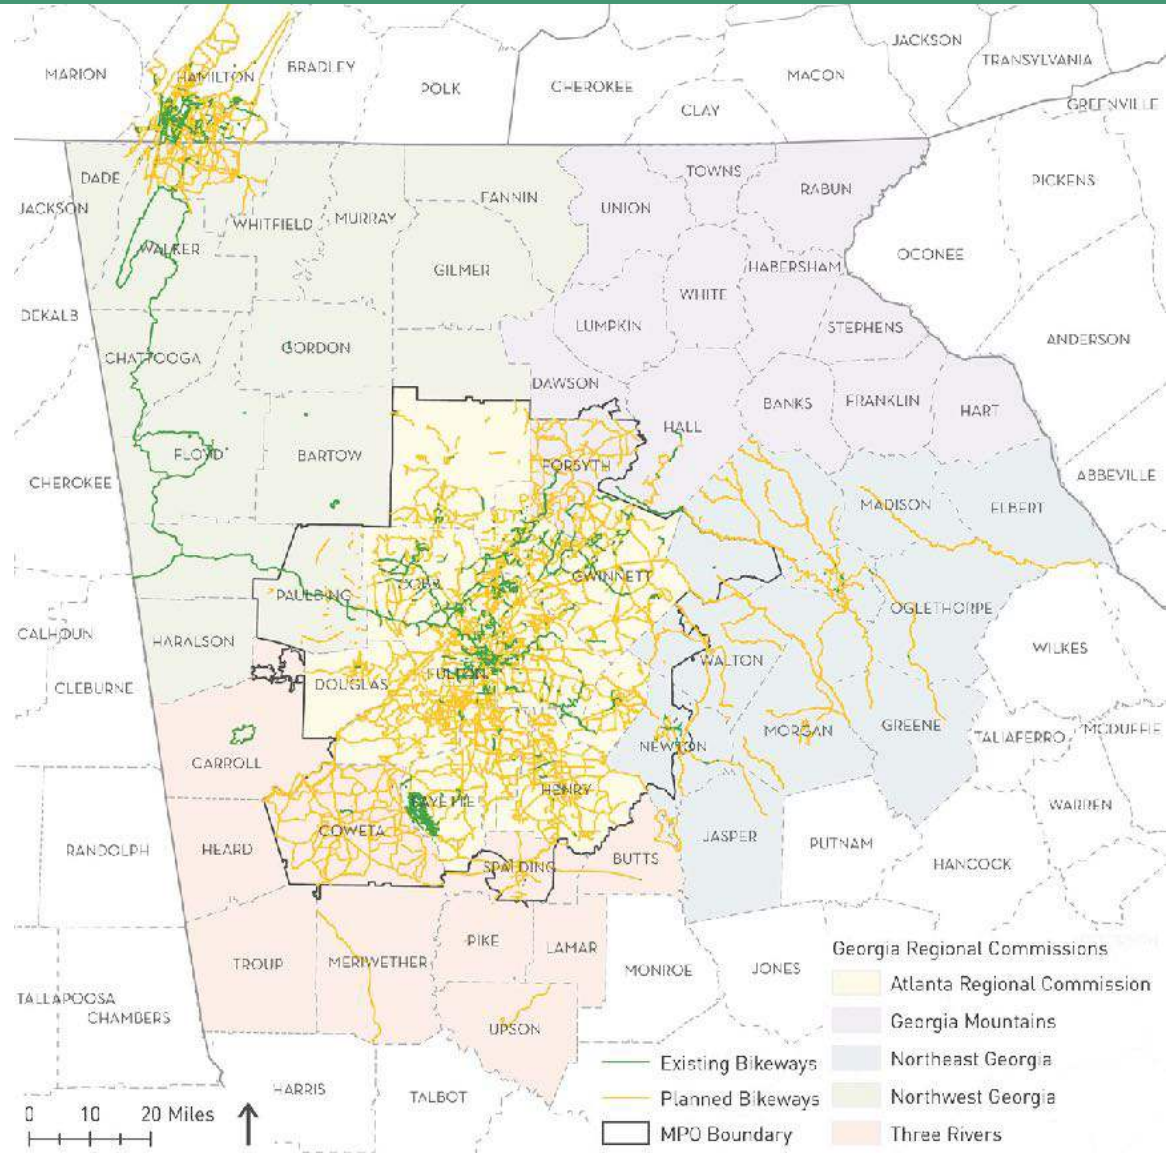 JACKSON
MARION
HAMILTON
BRADLEY
POLK
CHEROKEE
MACON
TRANSYLVANIA
CLAY
GREENVILLE
DADE
TOWNS
RABUN
PICKENS
JACKSON
WHITFIELD
MURRAY
FANNIN
UNION
WALKER
OCONEE
GILMER
HABERSHAM
WHITE
DEKALB
LUMPKIN
STEPHENS
ANDERSON
CHATTOOGA
GORDON
DAWSON
BANKS
FRANKLIN
HART
HALL
FLOYD
BARTOW
FORSYTH
CHEROKEE
ABBEVILLE
MADISON
ELBERT
COBB
GWINNETT
PAULDING
OGLETHORPE
CALHOUN
HARALSON
WILKES
CLEBURNE
DOUGLAS
FULTON
WALTON
CARROLL
NEWTON
MORGAN
GREENE
TALIAFERRO
MCDUFFIE
FAYETTE
HENRY
WARREN
RANDOLPH
HEARD
COWETA
SPALDING
BUTTS
JASPER
PUTNAM
HANCOCK
TROUP
MERIWETHER
PIKE
LAMAR
MONROE
JONES
TALLAPOOSA
CHAMBERS
UPSON
HARRIS
TALBOT
Georgia Regional Commissions
Atlanta Regional Commission
Georgia Mountains
Northeast Georgia
Northwest Georgia
Three Rivers
Existing Bikeways
Planned Bikeways
MPO Boundary
0 10 20 Miles